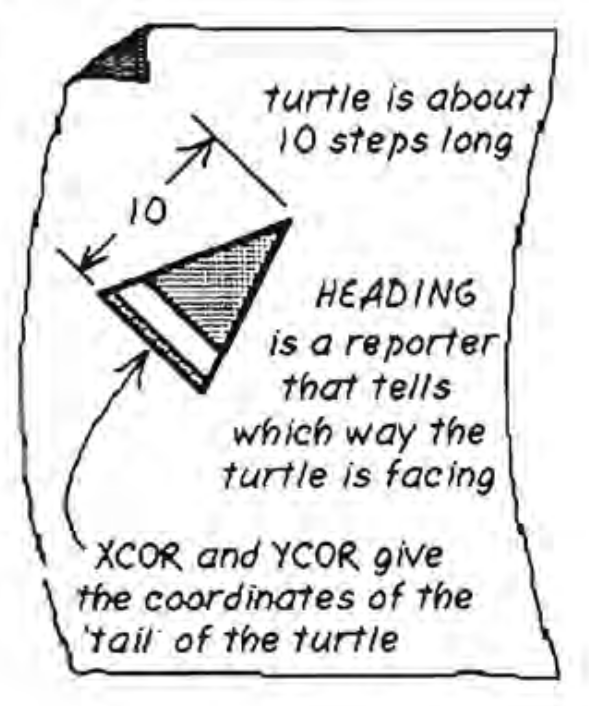 turtle is about
10 steps long
10
HEADING
is a reporter
that tells
which way the
turtle is facing
XCOR and YCOR give
the coordinates of the
'tail' of the turtle